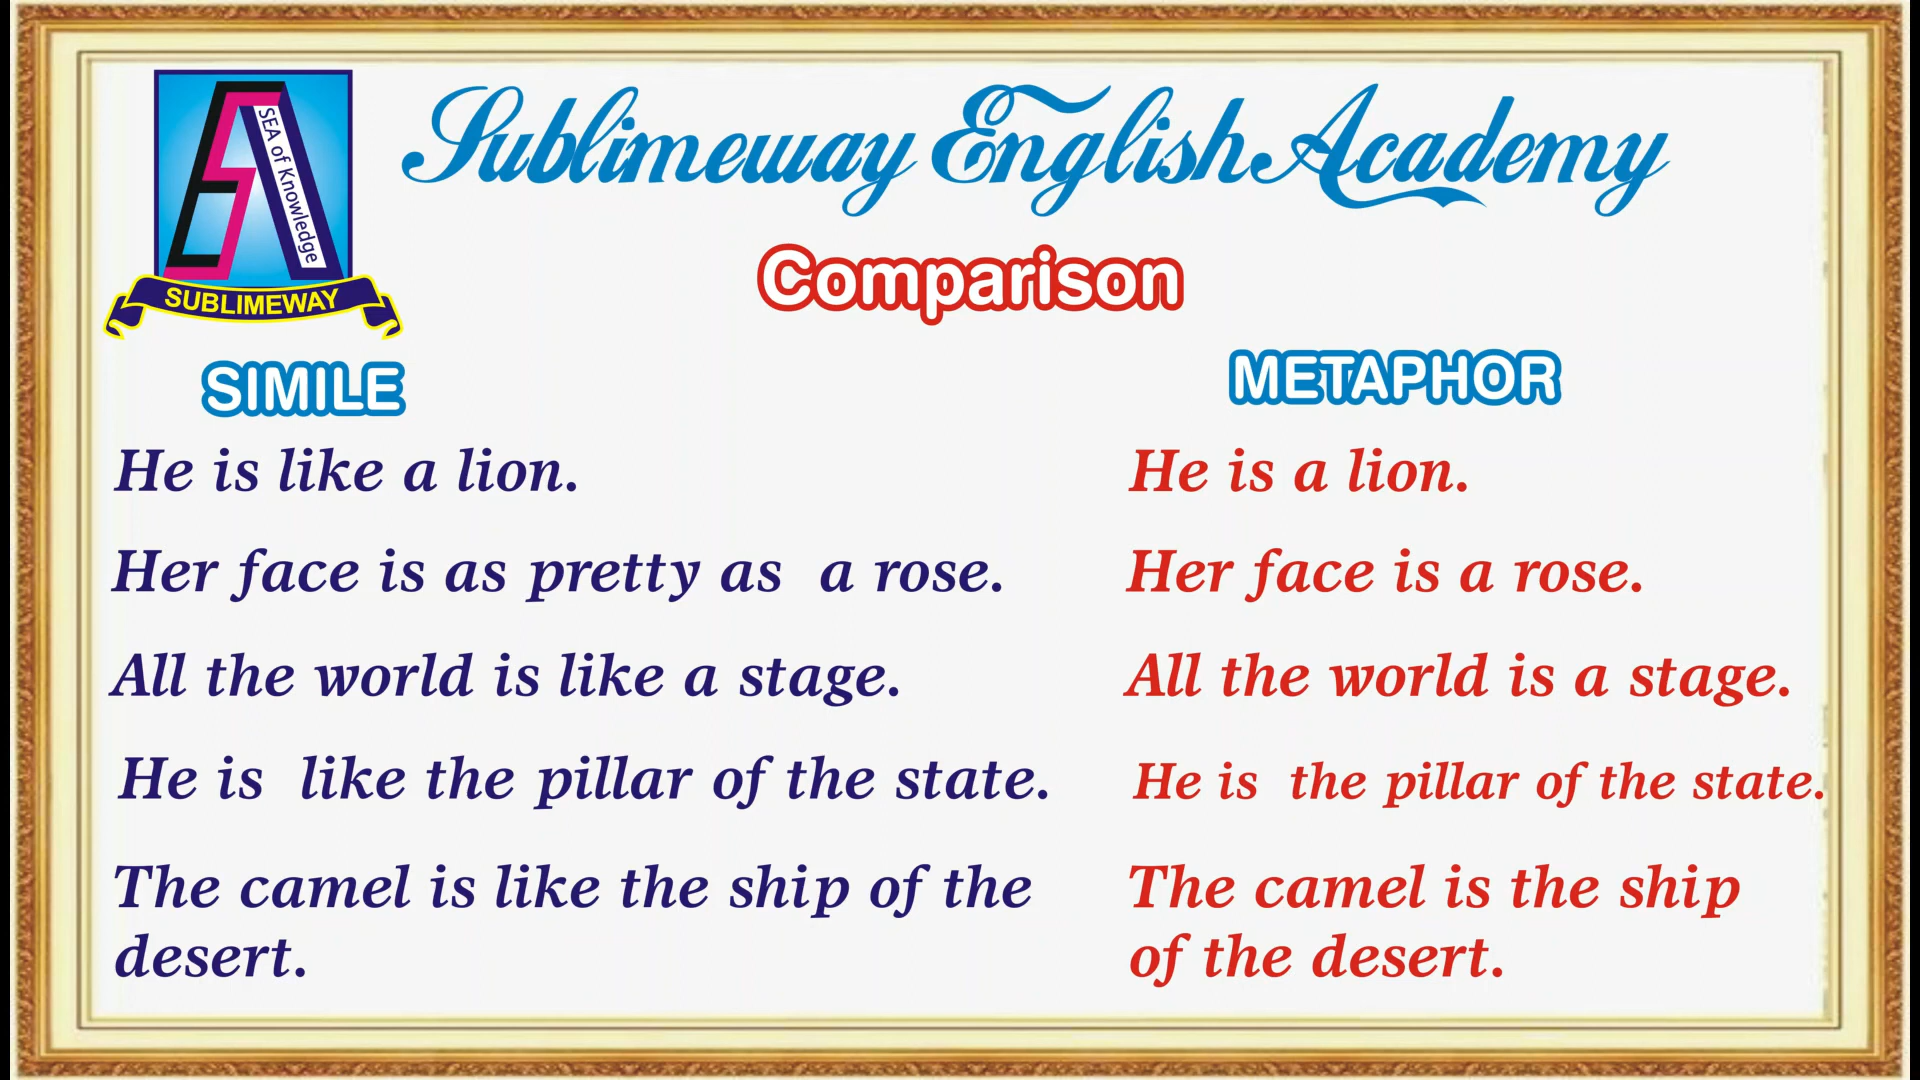 SEA of Knowledge
SUBLIMEWAY
Sublimeway English Academy
Comparison
SIMILE
He is like a lion.
Her face is as pretty as a rose.
All the world is like a stage.
He is like the pillar of the state.
The camel is like the ship of the
desert.
METAPHOR
He is a lion.
Her face is a rose.
All the world is a stage.
He is the pillar of the state.
The camel is the ship
of the desert.